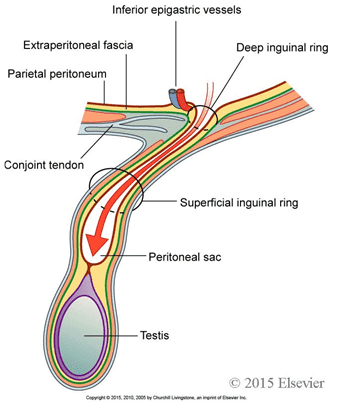 Inferior epigastric vessels
Extraperitoneal fascia
Deep inguinal ring
Parietal peritoneum
Conjoint tendon
Superficial inguinal ring
Peritoneal sac
Testis
© 2015 Elsevier
Copyright © 2015, 2010, 2005 by Churchill Livingstone, an imprint of Elsevier Inc.